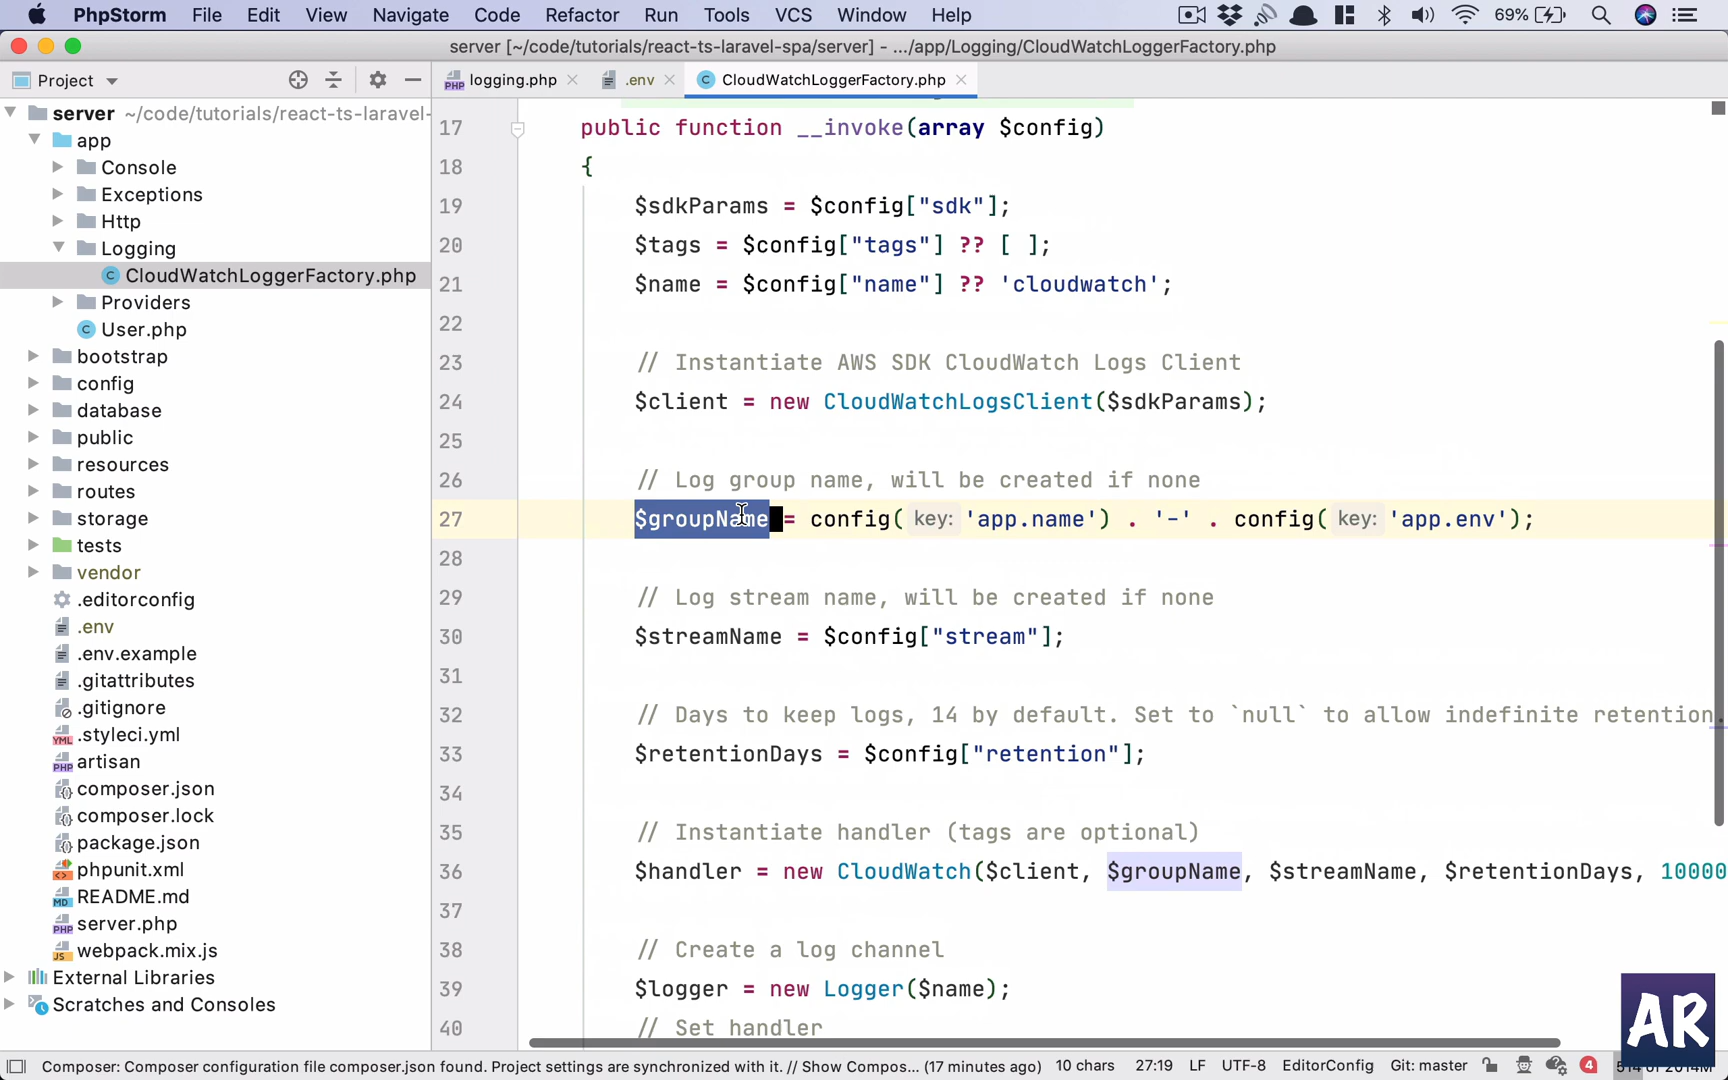 PhpStorm File Edit View Navigate Code Refactor Run Tools VCS Window Help 69%
server [~/code/tutorials/react-ts-laravel-spa/server] - .../app/Logging/CloudWatchLoggerFactory.php
Project
logging.php .env CloudWatchLoggerFactory.php
server ~/code/tutorials/react-ts-laravel-
app
Console
Exceptions
Http
Logging
CloudWatchLoggerFactory.php
Providers
User.php
bootstrap
config
database
public
resources
routes
storage
tests
vendor
.editorconfig
.env
.env.example
.gitattributes
.gitignore
.styleci.yml
artisan
composer.json
composer.lock
package.json
phpunit.xml
README.md
server.php
webpack.mix.js
External Libraries
Scratches and Consoles
17 public function __invoke(array $config)
18 {
19 $sdkParams = $config["sdk"];
20 $tags = $config["tags"] ?? [ ];
21 $name = $config["name"] ?? 'cloudwatch';
22
23 // Instantiate AWS SDK CloudWatch Logs Client
24 $client = new CloudWatchLogsClient($sdkParams);
25
26 // Log group name, will be created if none
27 $groupName = config( key: 'app.name') . '-' . config( key: 'app.env');
28
29 // Log stream name, will be created if none
30 $streamName = $config["stream"];
31
32 // Days to keep logs, 14 by default. Set to `null` to allow indefinite retention.
33 $retentionDays = $config["retention"];
34
35 // Instantiate handler (tags are optional)
36 $handler = new CloudWatch($client, $groupName, $streamName, $retentionDays, 10000
37
38 // Create a log channel
39 $logger = new Logger($name);
40 // Set handler
AR
Composer: Composer configuration file composer.json found. Project settings are synchronized with it. // Show Compos... (17 minutes ago) 10 chars 27:19 LF UTF-8 EditorConfig Git: master 4